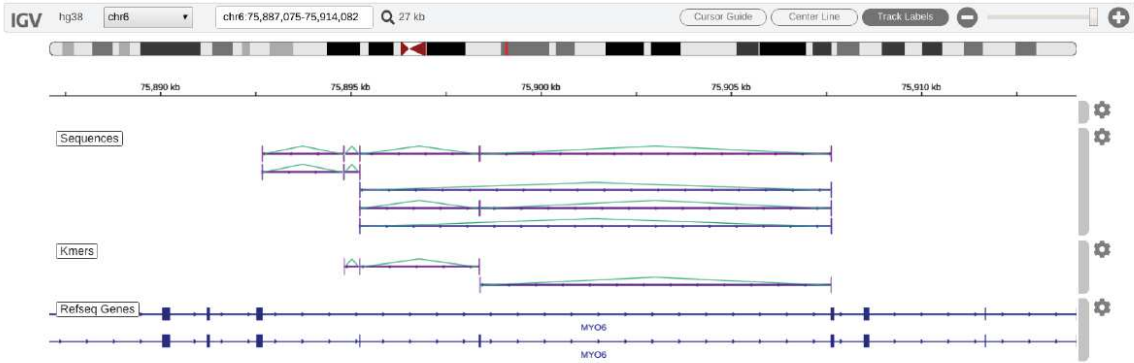 IGV hg38 chr6 chr6:75,887,075-75,914,082 27 kb Cursor Guide Center Line Track Labels
75,890 kb 75,895 kb 75,900 kb 75,905 kb 75,910 kb
Sequences
Kmers
Refseq Genes
MYO6
MYO6